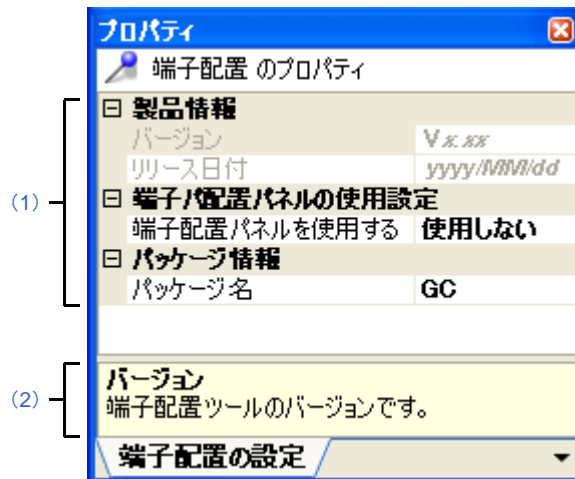 プロパティ
端子配置 のプロパティ
製品情報
バージョン Vx.xx
リリース日付 yyyy/MM/dd
端子パ配置パネルの使用設定
端子配置パネルを使用する 使用しない
パッケージ情報
パッケージ名 GC
(1)
バージョン
端子配置ツールのバージョンです。
(2)
端子配置の設定